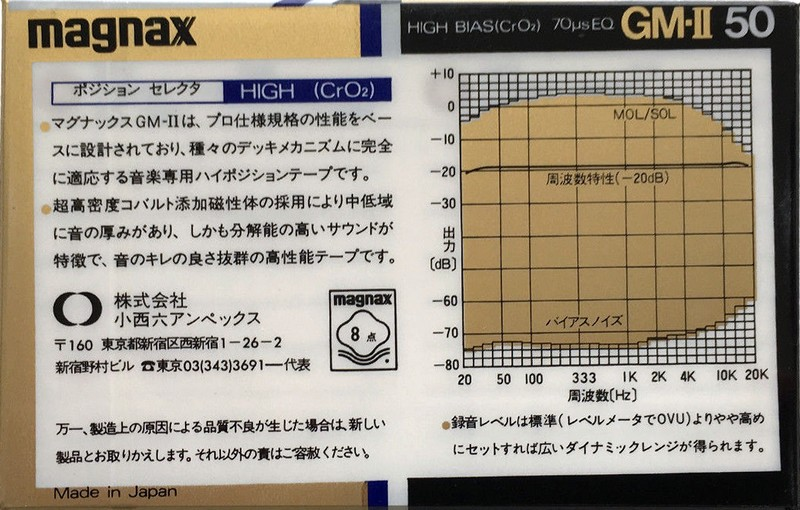 magnax
HIGH BIAS(CrO₂) 70μsEQ GM-II 50
ポジション セレクタ HIGH (CrO₂)
●マグナックスGM-IIは、プロ仕様規格の性能をベー
スに設計されており、種々のデッキメカニズムに完全
に適応する音楽専用ハイポジションテープです。
●超高密度コバルト添加磁性体の採用により中低域
に音の厚みがあり、しかも分解能の高いサウンドが
特徴で、音のキレの良さ抜群の高性能テープです。
株式会社
小西六アンペックス
〒160 東京都新宿区西新宿1-26-2
新宿野村ビル ☎東京03(343)3691―代表
magnax
8点
万一、製造上の原因による品質不良が生じた場合は、新しい
製品とお取りかえします。それ以外の責はご容赦ください。
Made in Japan
+10
0
-10
-20
-30
出力
[dB]
-60
-70
-80
MOL/SOL
周波数特性(-20dB)
バイアスノイズ
20 50 100 333 1K 2K 4K 10K 20K
周波数[Hz]
●録音レベルは標準(レベルメータで0VU)よりやや高め
にセットすれば広いダイナミックレンジが得られます。